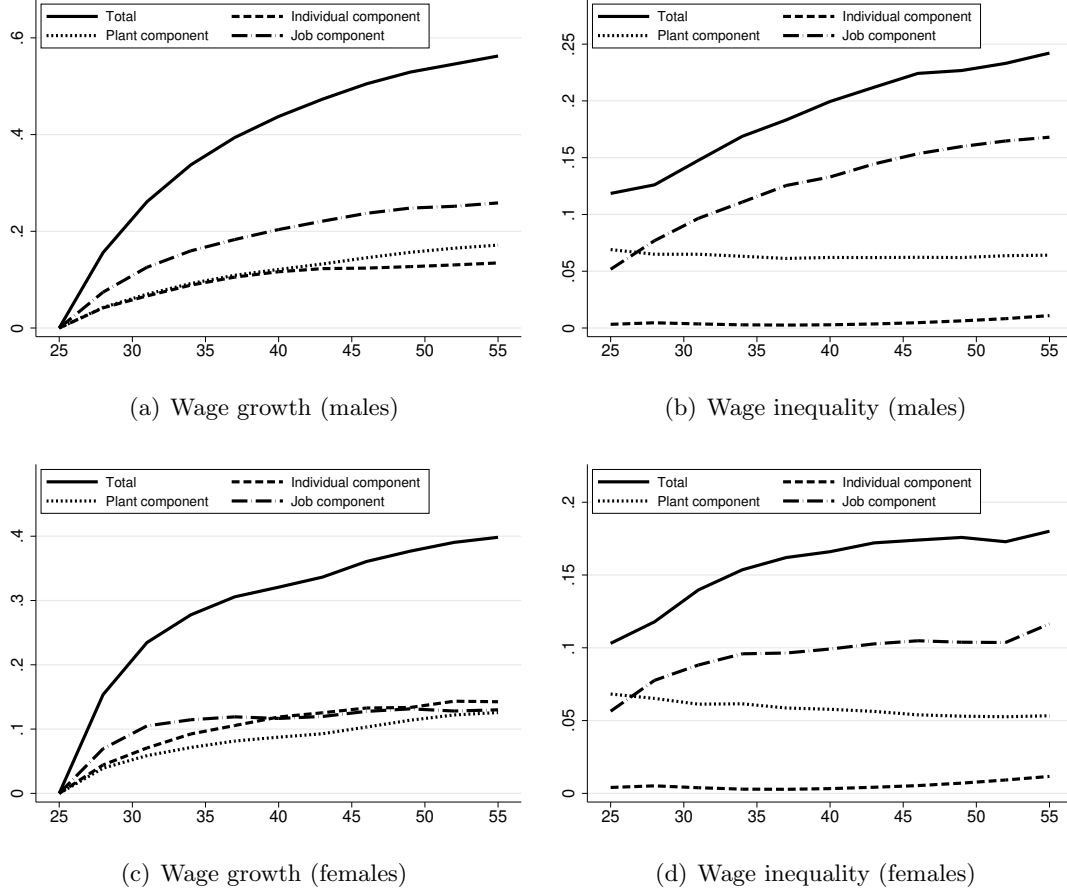 Total Individual component
Plant component Job component
0 .2 .4 .6
25 30 35 40 45 50 55
(a) Wage growth (males)
Total Individual component
Plant component Job component
0 .05 .1 .15 .2 .25
25 30 35 40 45 50 55
(b) Wage inequality (males)
Total Individual component
Plant component Job component
0 .1 .2 .3 .4
25 30 35 40 45 50 55
(c) Wage growth (females)
Total Individual component
Plant component Job component
0 .05 .1 .15 .2
25 30 35 40 45 50 55
(d) Wage inequality (females)